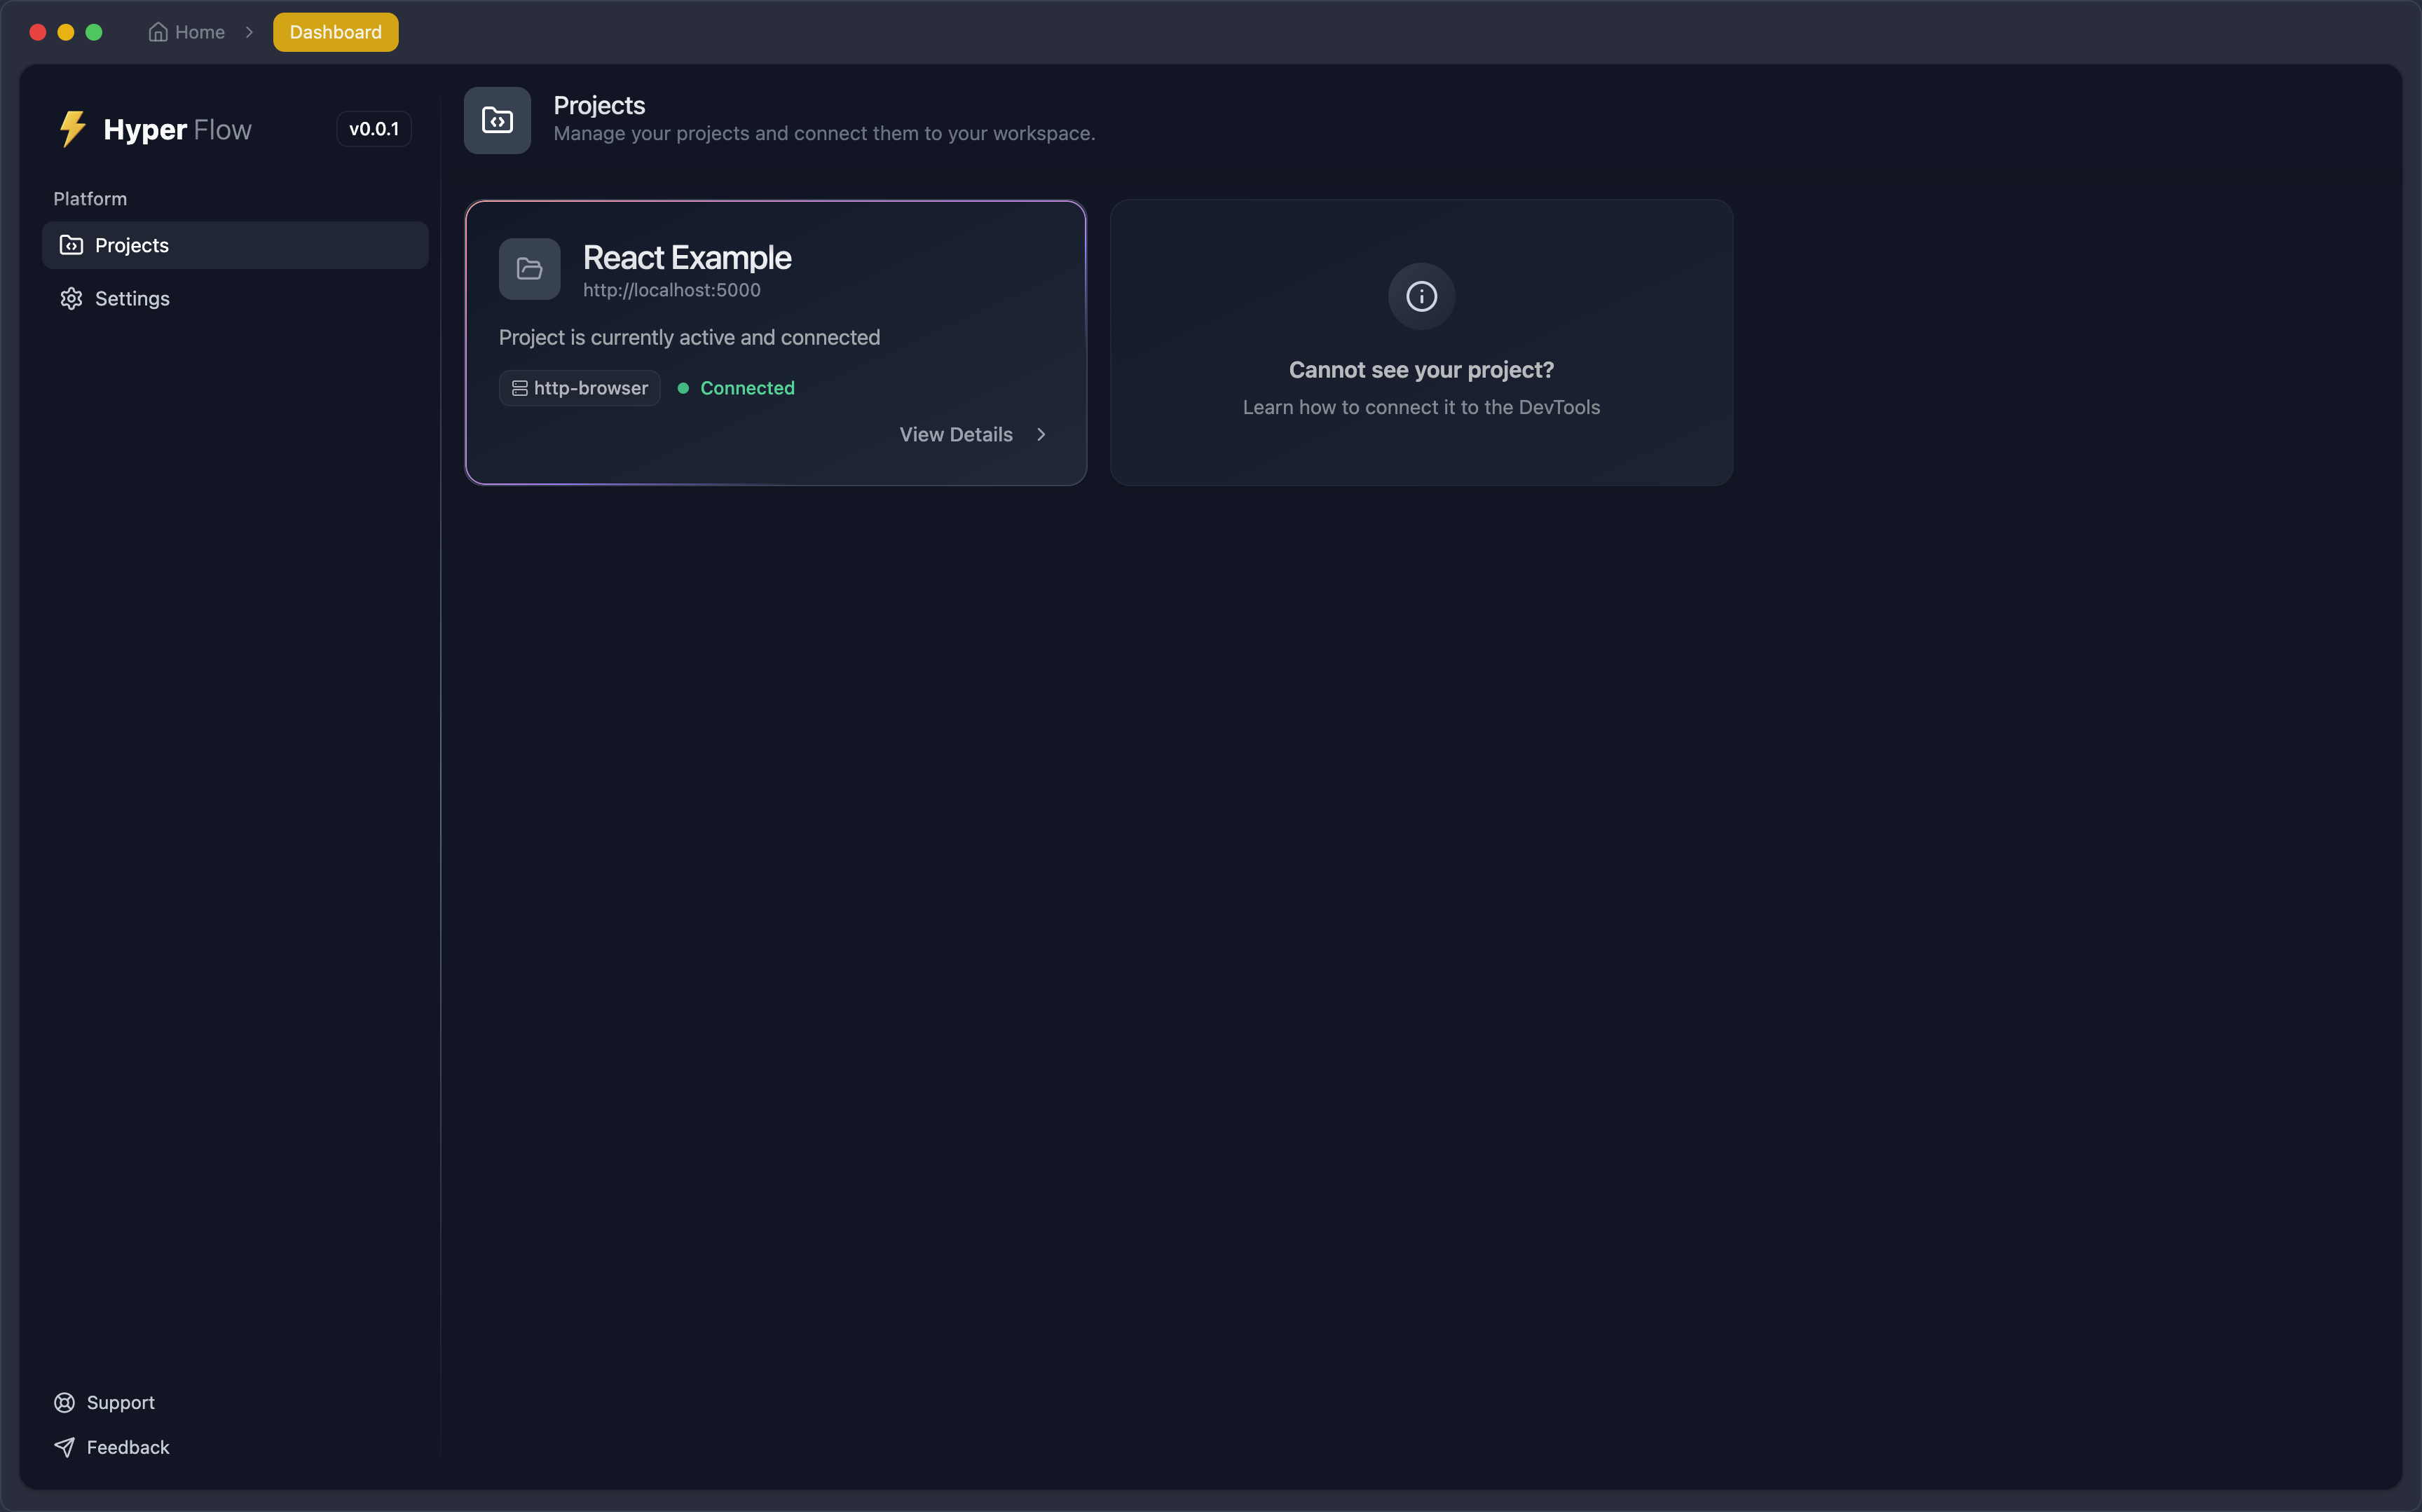 Home
Dashboard
Hyper Flow
v0.0.1
Platform
Projects
Settings
Support
Feedback
Projects
Manage your projects and connect them to your workspace.
React Example
http://localhost:5000
Project is currently active and connected
http-browser
Connected
View Details
Cannot see your project?
Learn how to connect it to the DevTools